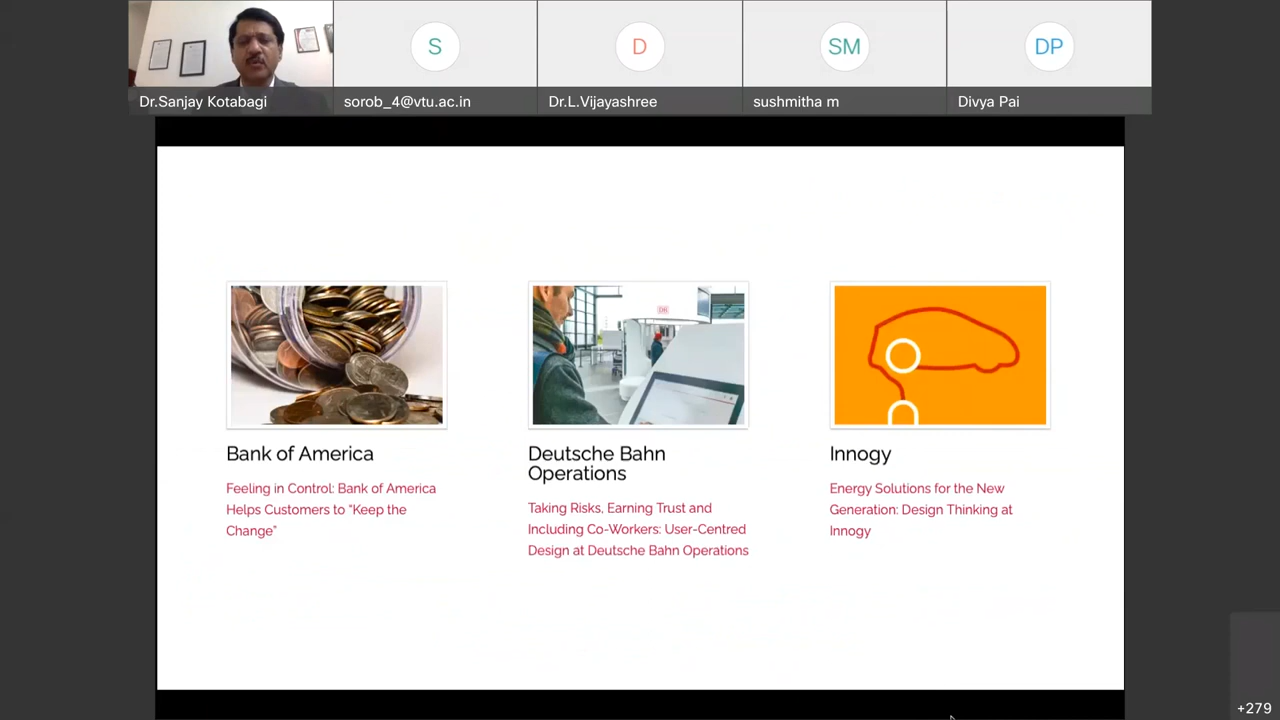 S
D
SM
DP
Dr.Sanjay Kotabagi
sorob_4@vtu.ac.in
Dr.L.Vijayashree
sushmitha m
Divya Pai
DB
Bank of America
Feeling in Control: Bank of America
Helps Customers to “Keep the
Change”
Deutsche Bahn
Operations
Taking Risks, Earning Trust and
Including Co-Workers: User-Centred
Design at Deutsche Bahn Operations
Innogy
Energy Solutions for the New
Generation: Design Thinking at
Innogy
+279